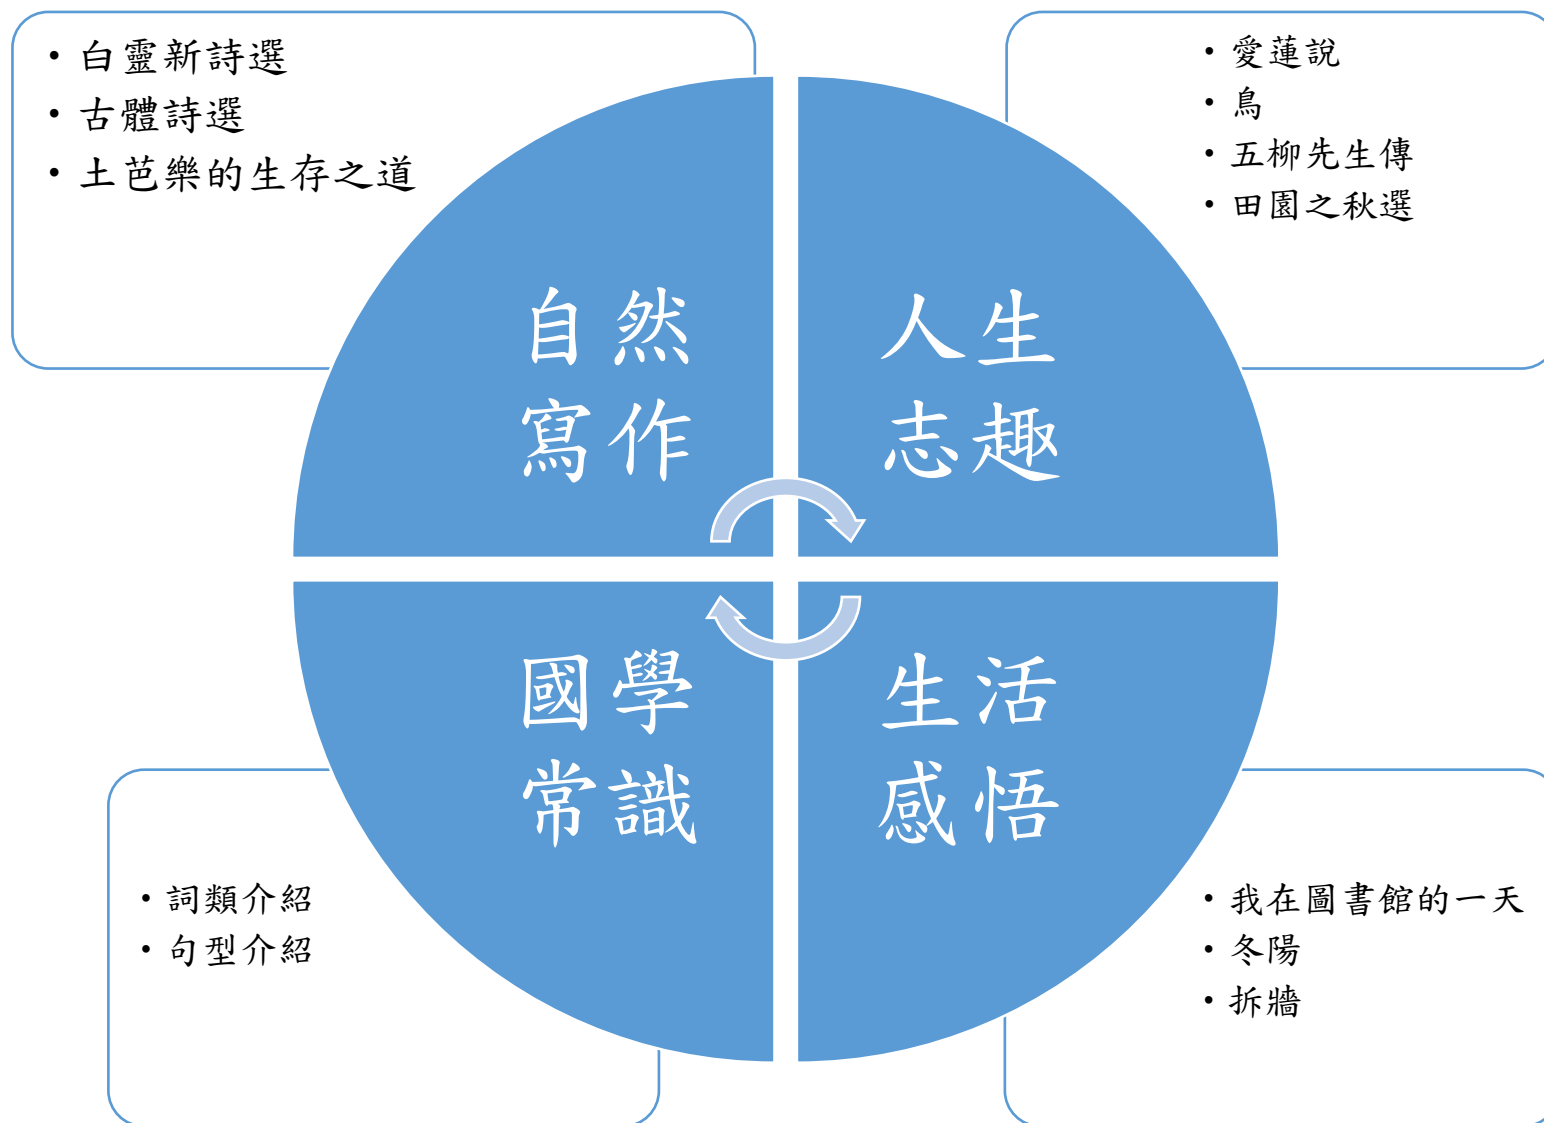 • 白靈新詩選
• 古體詩選
• 土芭樂的生存之道
• 愛蓮說
• 鳥
• 五柳先生傳
• 田園之秋選
自然
寫作
人生
志趣
國學
常識
生活
感悟
• 詞類介紹
• 句型介紹
• 我在圖書館的一天
• 冬陽
• 拆牆